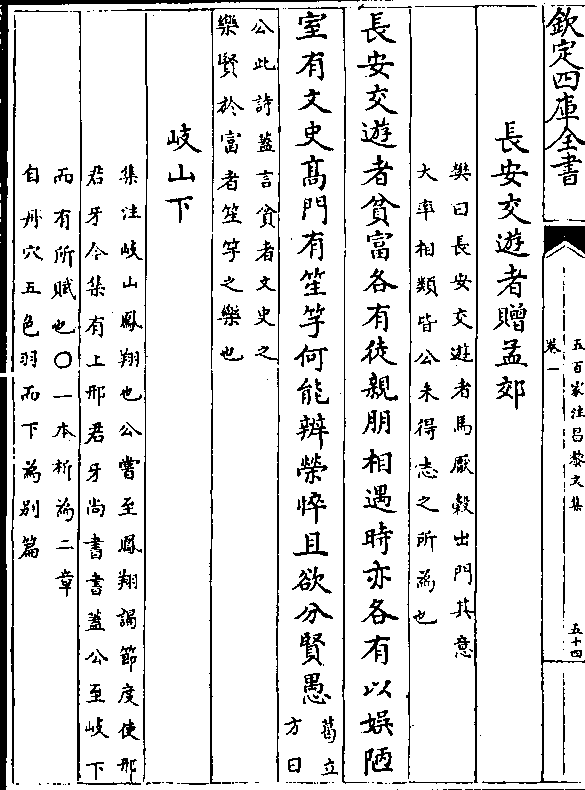 欽定四庫全書
五百家注昌黎文集
卷一
五十四
長安交遊者贈孟郊
樊曰長安交遊者馬厭穀出門其意
大率相類皆公未得志之所為也
長安交遊者貧富各有徒親朋相遇時亦各有以娯陋
室有文史髙門有笙竽何能辨榮悴且欲分賢愚
葛立
方曰
公此詩蓋言貧者文史之
樂賢於富者笙竽之樂也
岐山下
集注岐山鳳翔也公嘗至鳳翔謁節度使邢
君牙今集有上邢君牙尚書書蓋公至岐下
而有所賦也〇一本析為二章
自丹穴五色羽而下為别篇